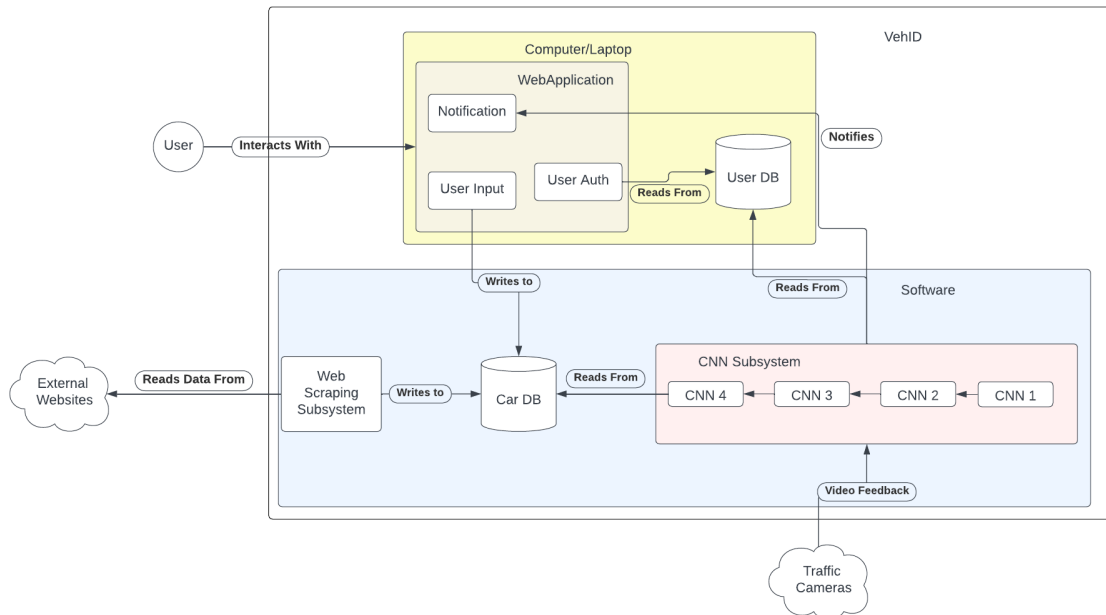 VehID
Computer/Laptop
WebApplication
Notification
User
Interacts With
Notifies
User Input
User Auth
Reads From
User DB
Writes to
Reads From
Software
External
Websites
Reads Data From
Web
Scraping
Subsystem
Writes to
Car DB
Reads From
CNN Subsystem
CNN 4
CNN 3
CNN 2
CNN 1
Video Feedback
Traffic
Cameras